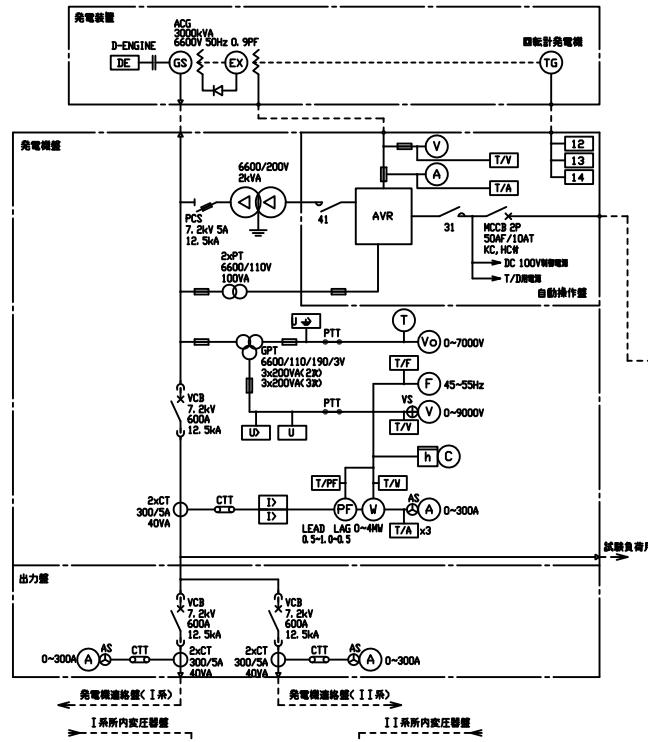 発電装置
ACG
3000kVA
6600V 50Hz 0.9PF
D-ENGINE
DE
GS
EX
回転計発電機
TG
発電機盤
6600/200V
2kVA
PCS
7.2kV 5A
12.5kA
41
AVR
V
T/V
A
T/A
12
13
14
31
MCCB 2P
50AF/10AT
KC, HC付
DC 100V制御電源
T/D用電源
自動操作盤
2xPT
6600/110V
100VA
U
PTT
T
Vo
0~7000V
GPT
6600/110/190/3V
3x200VA(2次)
3x200VA(3次)
T/F
F
45~55Hz
PTT
VS
V
0~9000V
T/V
U>
U
VCB
7.2kV
600A
12.5kA
h
C
T/PF
T/W
2xCT
300/5A
40VA
CTT
I>
I>
PF
W
AS
A
0~300A
LEAD LAG
0.5~1.0~0.5
0~4MW
T/A
x3
試験負荷用
出力盤
VCB
7.2kV
600A
12.5kA
VCB
7.2kV
600A
12.5kA
0~300A
A
AS
CTT
2xCT
300/5A
40VA
2xCT
300/5A
40VA
CTT
AS
A
0~300A
発電機連絡盤(I系)
発電機連絡盤(II系)
I系所内変圧器盤
II系所内変圧器盤